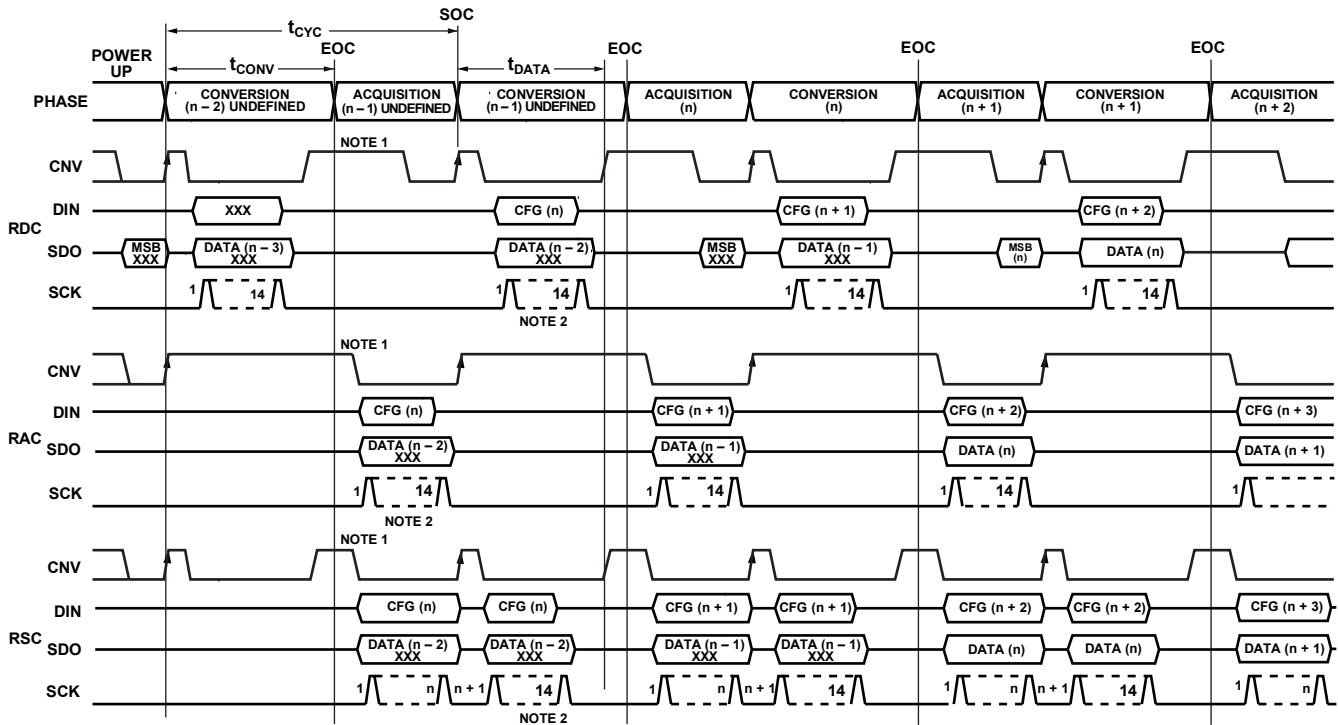 SOC
tCYC
POWER UP
EOC
EOC
EOC
EOC
tCONV
tDATA
PHASE
CONVERSION (n – 2) UNDEFINED
ACQUISITION (n – 1) UNDEFINED
CONVERSION (n – 1) UNDEFINED
ACQUISITION (n)
CONVERSION (n)
ACQUISITION (n + 1)
CONVERSION (n + 1)
ACQUISITION (n + 2)
NOTE 1
CNV
RDC
DIN
XXX
CFG (n)
CFG (n + 1)
CFG (n + 2)
SDO
MSB XXX
DATA (n – 3) XXX
DATA (n – 2) XXX
MSB XXX
DATA (n – 1) XXX
MSB (n)
DATA (n)
SCK
1 14
1 14
1 14
1 14
NOTE 2
NOTE 1
CNV
RAC
DIN
CFG (n)
CFG (n + 1)
CFG (n + 2)
CFG (n + 3)
SDO
DATA (n – 2) XXX
DATA (n – 1) XXX
DATA (n)
DATA (n + 1)
SCK
1 14
1 14
1 14
1
NOTE 2
NOTE 1
CNV
RSC
DIN
CFG (n)
CFG (n)
CFG (n + 1)
CFG (n + 1)
CFG (n + 2)
CFG (n + 2)
CFG (n + 3)
SDO
DATA (n – 2) XXX
DATA (n – 2) XXX
DATA (n – 1) XXX
DATA (n – 1) XXX
DATA (n)
DATA (n)
DATA (n + 1)
SCK
1 n n + 1 14
1 n n + 1 14
1 n n + 1 14
1 n
NOTE 2